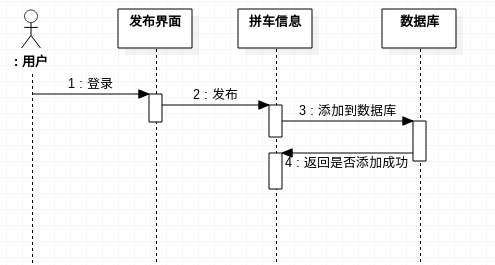 发布界面
拼车信息
数据库
: 用户
1 : 登录
2 : 发布
3 : 添加到数据库
4 : 返回是否添加成功